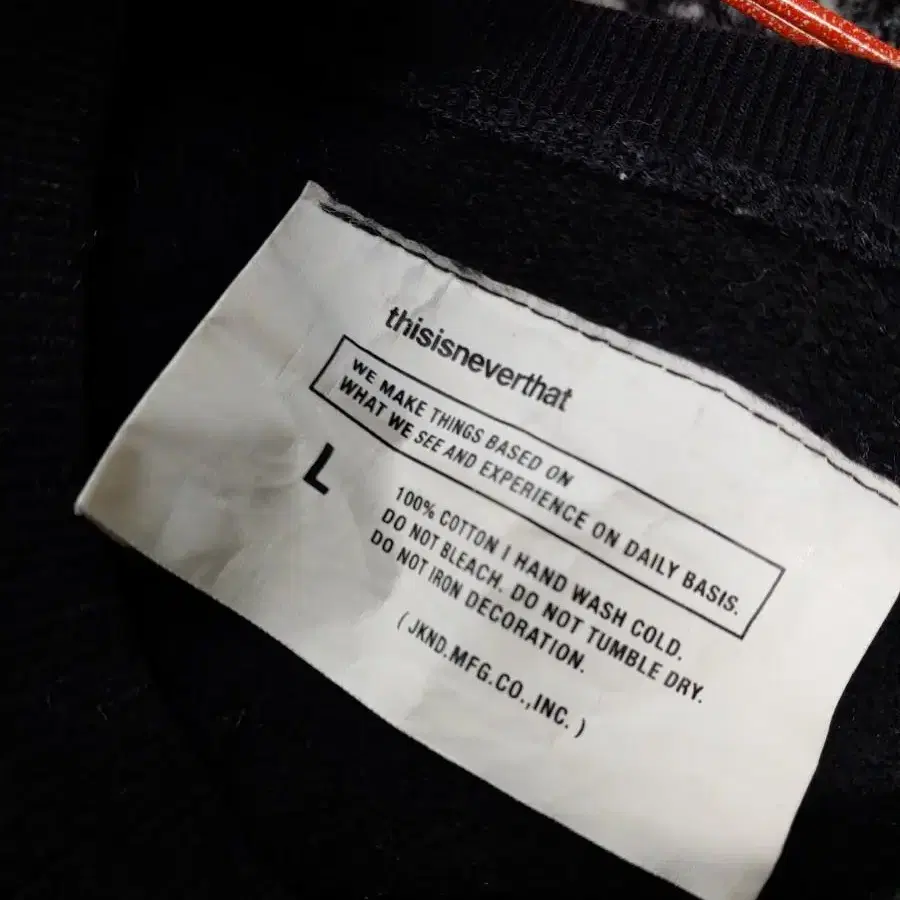 thisisneverthat
WE MAKE THINGS BASED ON
WHAT WE SEE AND EXPERIENCE ON DAILY BASIS.
L
100% COTTON I HAND WASH COLD.
DO NOT BLEACH. DO NOT TUMBLE DRY.
DO NOT IRON DECORATION.
( JKND.MFG.CO.,INC. )